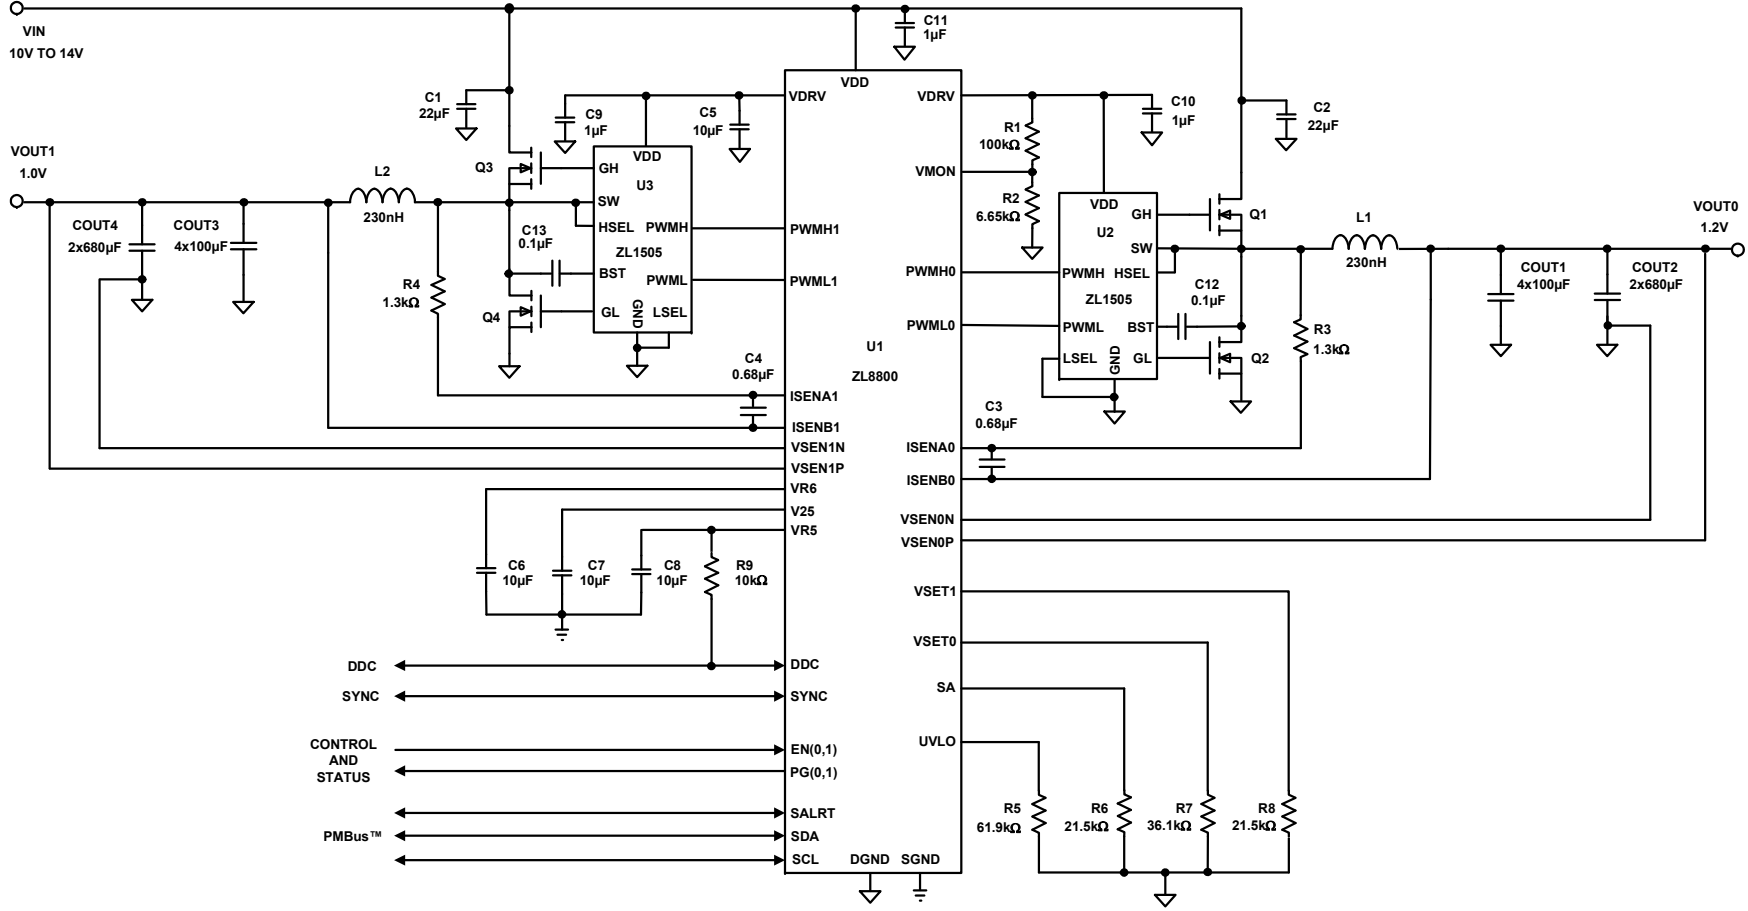 VIN
10V TO 14V
C11
1µF
VDD
C1
22µF
C9
1µF
C5
10µF
VDRV
VDRV
C10
1µF
C2
22µF
R1
100kΩ
VMON
R2
6.65kΩ
VOUT1
1.0V
L2
230nH
Q3
VDD
GH
U3
SW
HSEL
PWMH
ZL1505
BST
PWML
GL
GND
LSEL
COUT4
2x680µF
COUT3
4x100µF
C13
0.1µF
R4
1.3kΩ
Q4
PWMH1
PWML1
VDD
GH
U2
SW
PWMH
HSEL
ZL1505
PWML
BST
LSEL
GND
GL
Q1
L1
230nH
VOUT0
1.2V
PWMH0
PWML0
C12
0.1µF
COUT1
4x100µF
COUT2
2x680µF
R3
1.3kΩ
Q2
U1
ZL8800
C4
0.68µF
ISENA1
ISENB1
VSEN1N
VSEN1P
VR6
V25
VR5
C3
0.68µF
ISENA0
ISENB0
VSEN0N
VSEN0P
C6
10µF
C7
10µF
C8
10µF
R9
10kΩ
VSET1
VSET0
SA
UVLO
DDC
DDC
SYNC
SYNC
CONTROL
AND
STATUS
EN(0,1)
PG(0,1)
SALRT
PMBus™
SDA
SCL
DGND
SGND
R5
61.9kΩ
R6
21.5kΩ
R7
36.1kΩ
R8
21.5kΩ